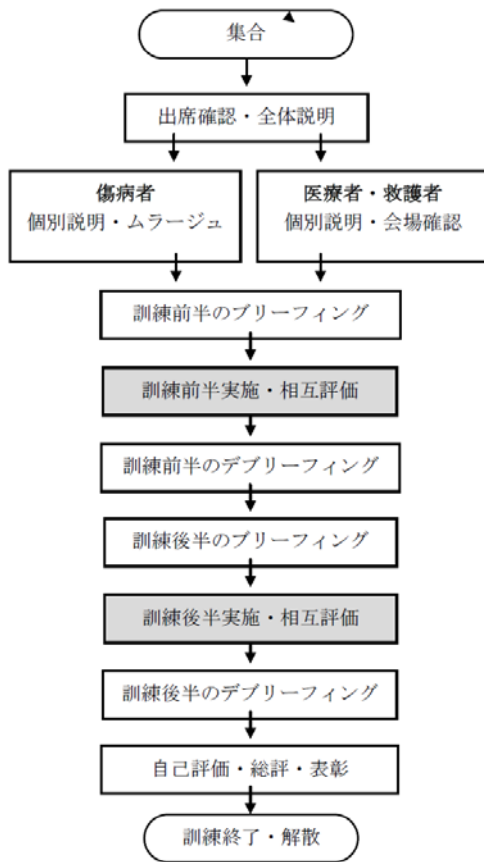 集合
出席確認・全体説明
傷病者
個別説明・ムラージュ
医療者・救護者
個別説明・会場確認
訓練前半のブリーフィング
訓練前半実施・相互評価
訓練前半のデブリーフィング
訓練後半のブリーフィング
訓練後半実施・相互評価
訓練後半のデブリーフィング
自己評価・総評・表彰
訓練終了・解散